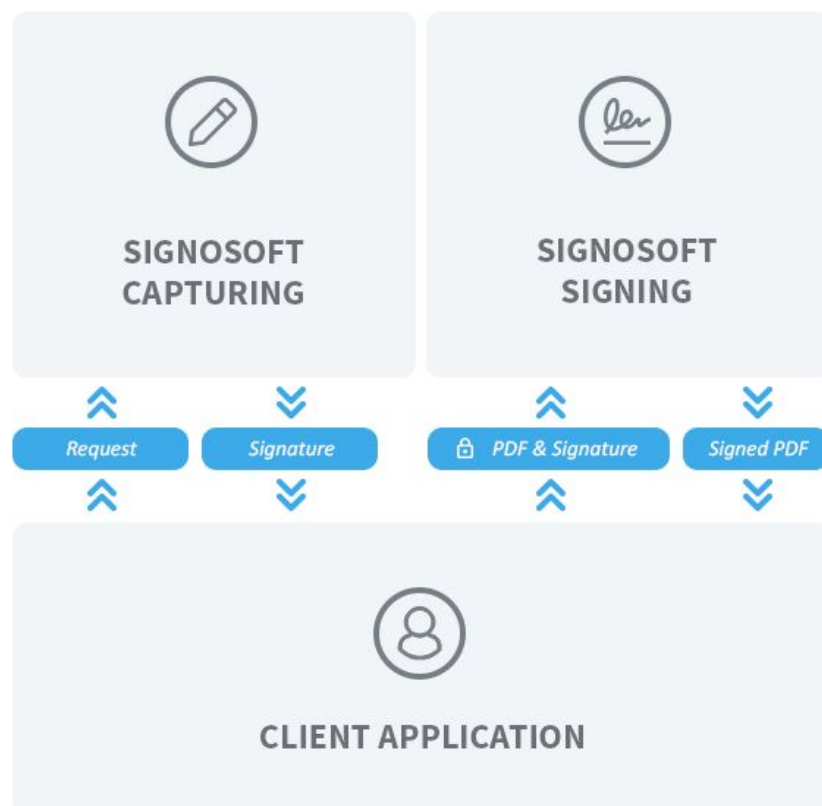 SIGNOSOFT
CAPTURING
SIGNOSOFT
SIGNING
Request
Signature
PDF & Signature
Signed PDF
CLIENT APPLICATION